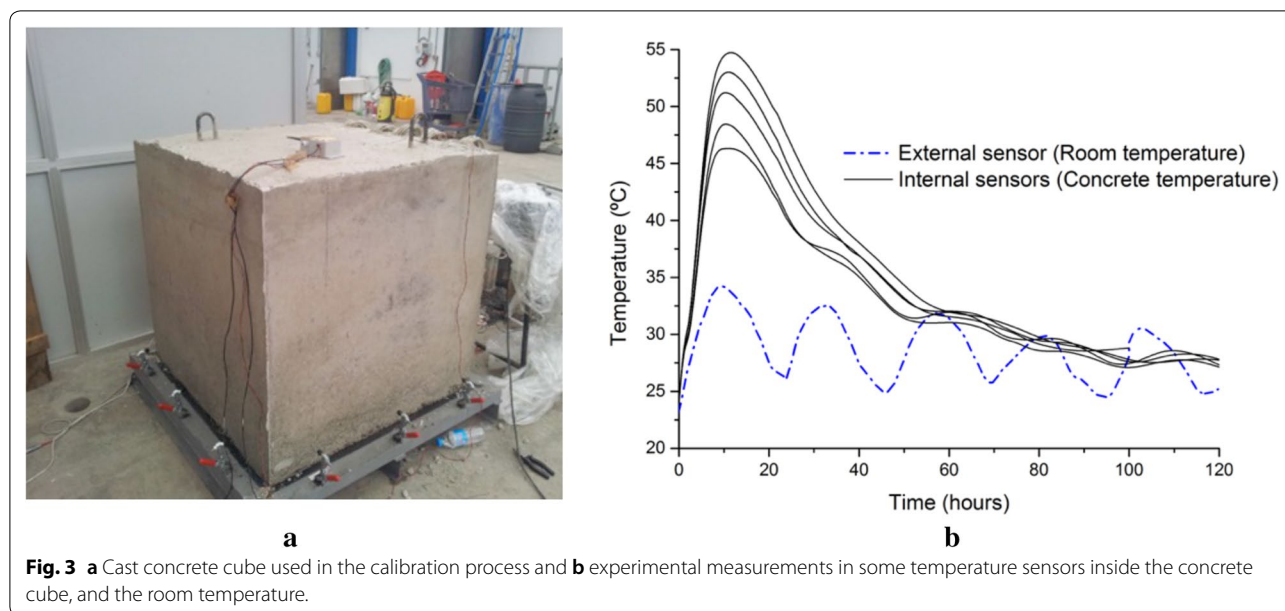 55
50
45
40
35
30
25
20
0
20
40
60
80
100
120
Temperature (ºC)
Time (hours)
External sensor (Room temperature)
Internal sensors (Concrete temperature)
a
b
Fig. 3 a Cast concrete cube used in the calibration process and b experimental measurements in some temperature sensors inside the concrete
cube, and the room temperature.